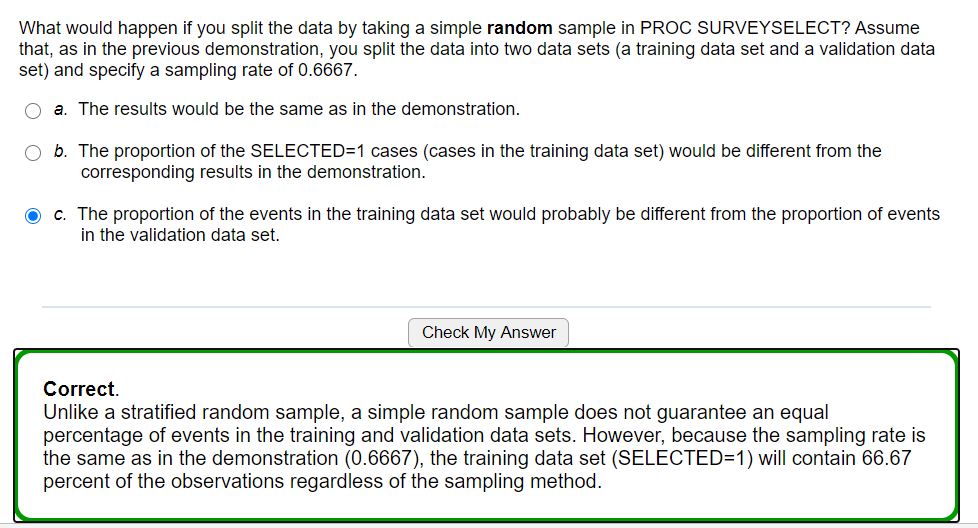 What would happen if you split the data by taking a simple random sample in PROC SURVEYSELECT? Assume
that, as in the previous demonstration, you split the data into two data sets (a training data set and a validation data
set) and specify a sampling rate of 0.6667.
a. The results would be the same as in the demonstration.
b. The proportion of the SELECTED=1 cases (cases in the training data set) would be different from the
corresponding results in the demonstration.
c. The proportion of the events in the training data set would probably be different from the proportion of events
in the validation data set.
Check My Answer
Correct.
Unlike a stratified random sample, a simple random sample does not guarantee an equal
percentage of events in the training and validation data sets. However, because the sampling rate is
the same as in the demonstration (0.6667), the training data set (SELECTED=1) will contain 66.67
percent of the observations regardless of the sampling method.